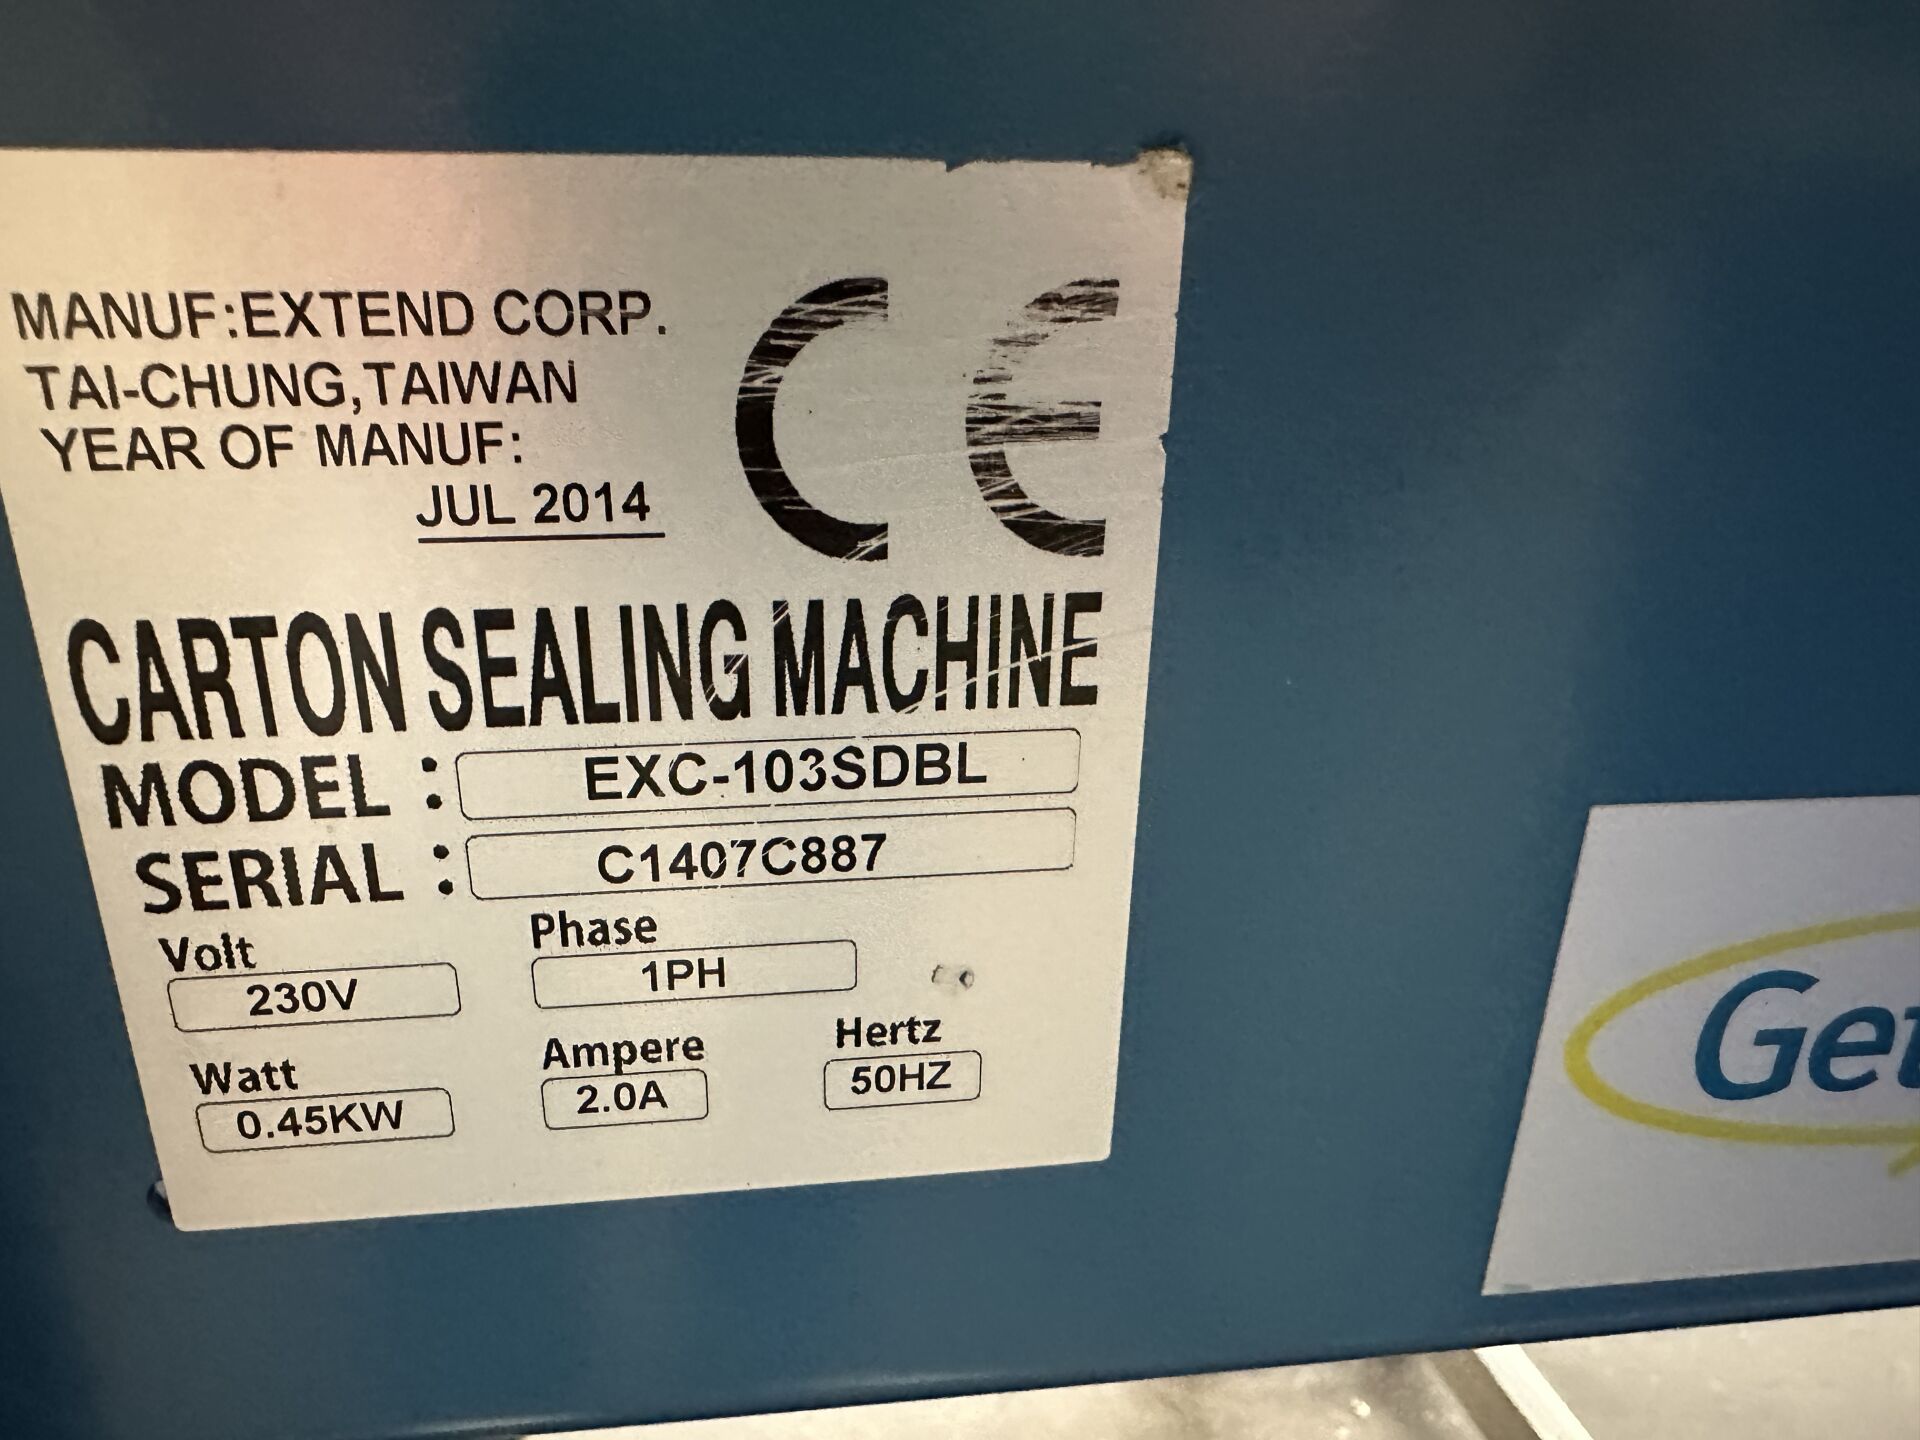 MANUF:EXTEND CORP.
TAI-CHUNG,TAIWAN
YEAR OF MANUF:
JUL 2014
CE
CARTON SEALING MACHINE
MODEL : EXC-103SDBL
SERIAL : C1407C887
Volt Phase
230V 1PH
Watt Ampere Hertz
0.45KW 2.0A 50HZ